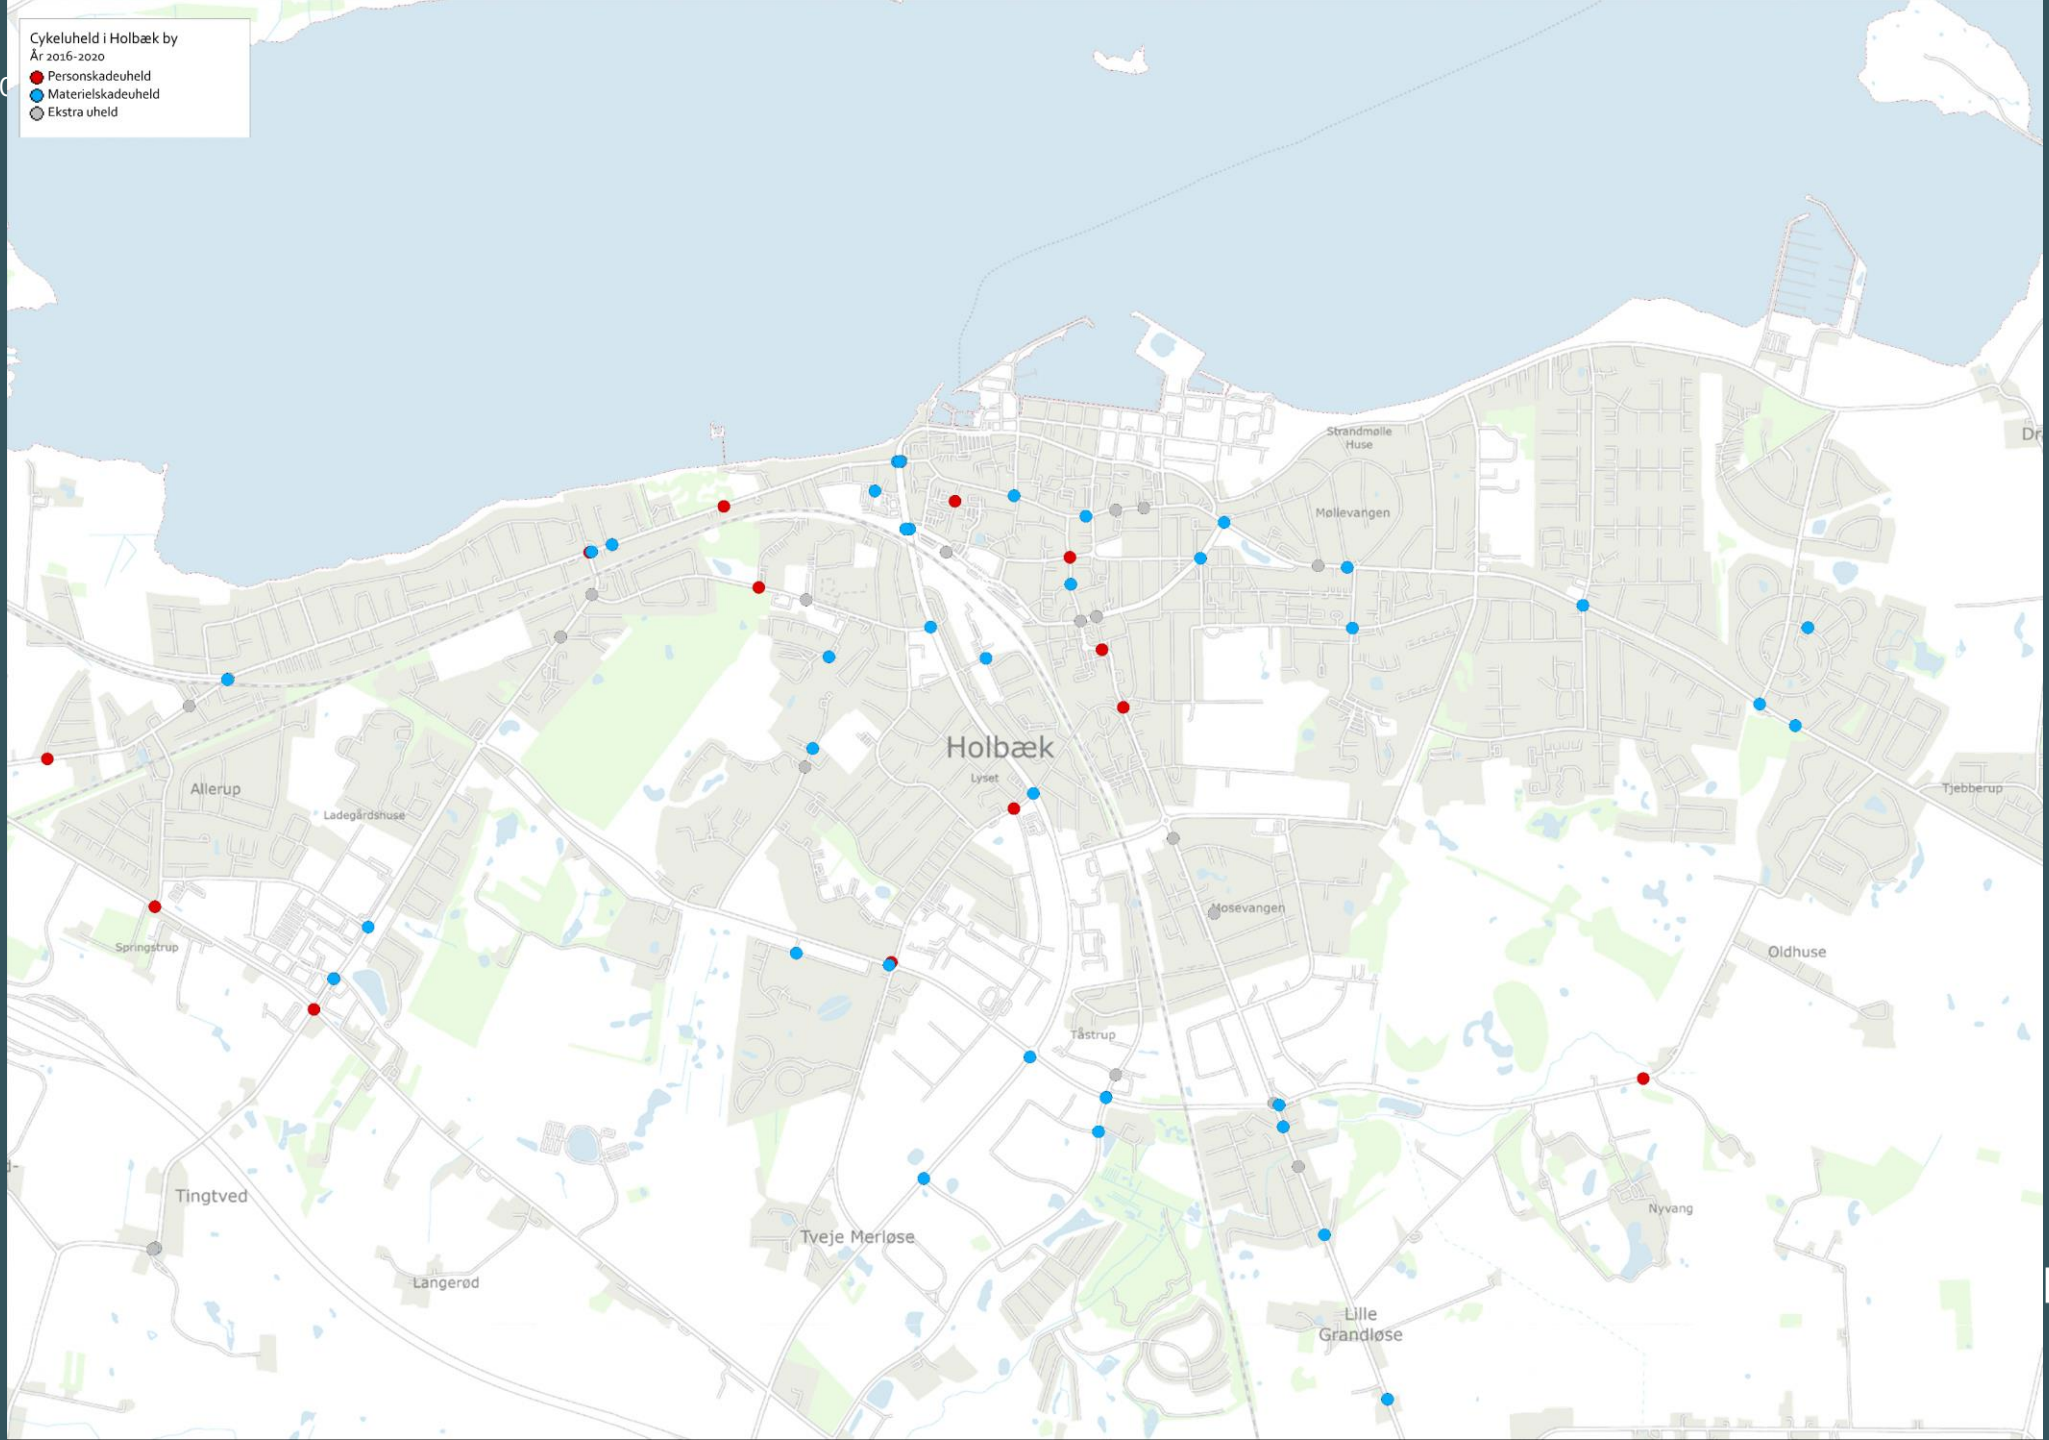 Cykeluheld i Holbæk by
År 2016-2020
Personskadeuheld
Materielskadeuheld
Ekstra uheld
Strandmølle
Huse
Dr
Møllevangen
Holbæk
Lyset
Allerup
Ladegårdshuse
Tjebberup
Mosevangen
Springstrup
Oldhuse
Tåstrup
d-
Tingtved
Nyvang
Tveje Merløse
Langerød
Lille
Grandløse